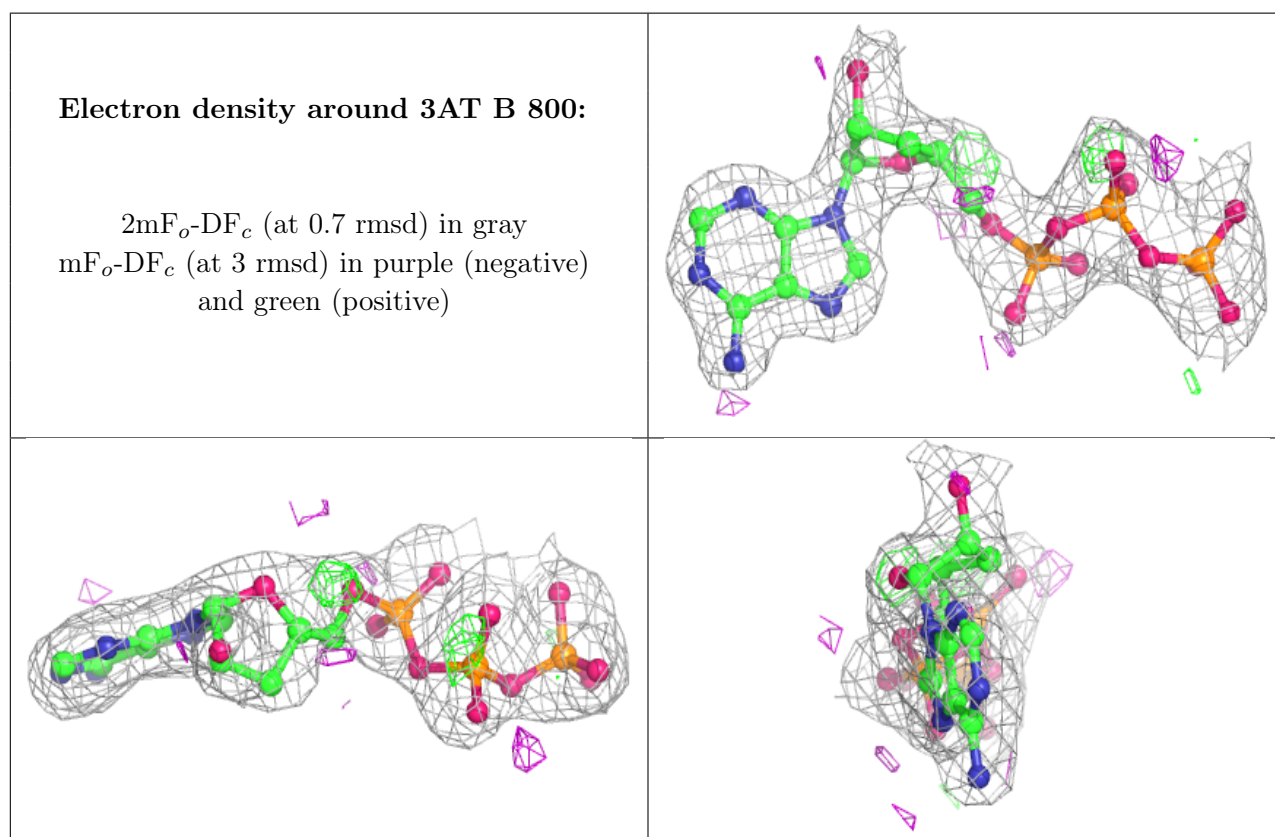 Electron density around 3AT B 800:
2mFo-DFc (at 0.7 rmsd) in gray
mFo-DFc (at 3 rmsd) in purple (negative)
and green (positive)